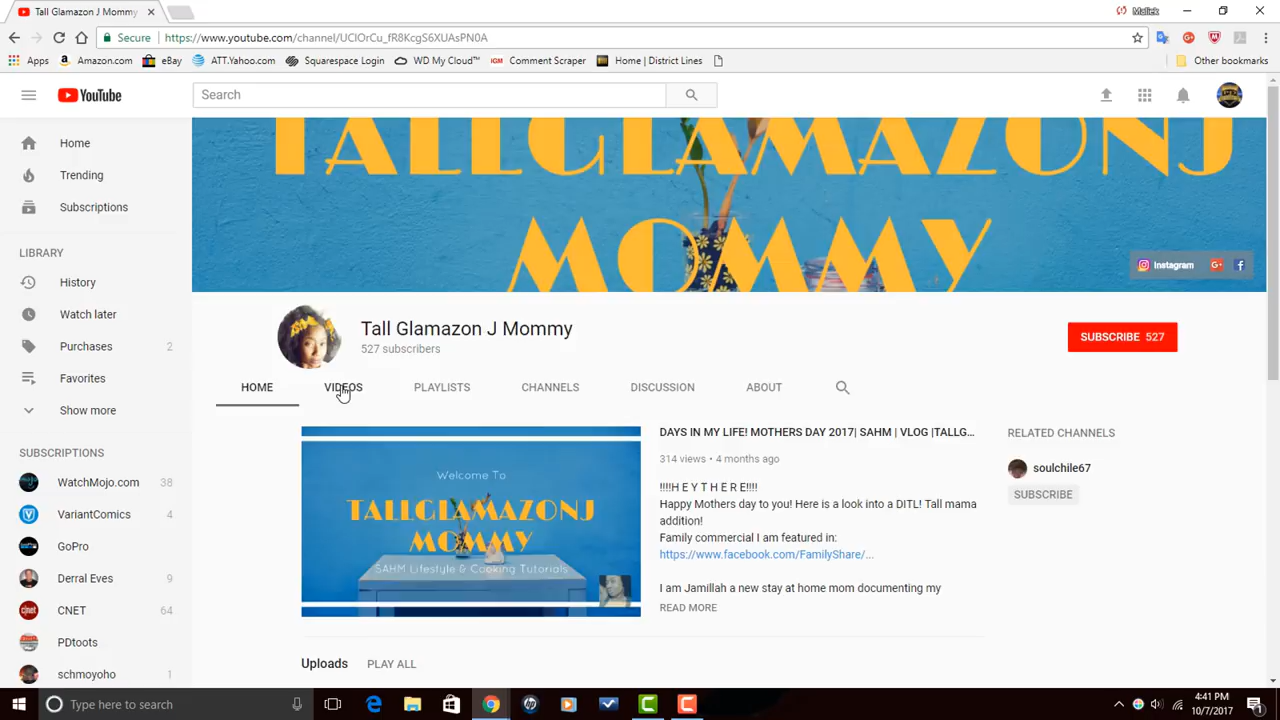 Tall Glamazon J Mommy
Maliek
Secure
https://www.youtube.com/channel/UCIOrCu_fR8KcgS6XUAsPN0A
Apps
Amazon.com
eBay
ATT.Yahoo.com
Squarespace Login
WD My Cloud™
IGM
Comment Scraper
Home | District Lines
Other bookmarks
YouTube
Search
TALLGLAMAZONJ
MOMMY
Instagram
G+
f
Home
Trending
Subscriptions
LIBRARY
History
Watch later
Purchases 2
Favorites
Show more
SUBSCRIPTIONS
WatchMojo.com 38
VariantComics 4
GoPro
Derral Eves 9
CNET 64
PDtoots
schmoyoho 1
Tall Glamazon J Mommy
527 subscribers
SUBSCRIBE 527
HOME
VIDEOS
PLAYLISTS
CHANNELS
DISCUSSION
ABOUT
Welcome To
TALLGLAMAZONJ
MOMMY
SAHM Lifestyle & Cooking Tutorials
DAYS IN MY LIFE! MOTHERS DAY 2017| SAHM | VLOG |TALLG...
314 views • 4 months ago
!!!!H E Y T H E R E!!!!
Happy Mothers day to you! Here is a look into a DITL! Tall mama
addition!
Family commercial I am featured in:
https://www.facebook.com/FamilyShare/...
I am Jamillah a new stay at home mom documenting my
READ MORE
RELATED CHANNELS
soulchile67
SUBSCRIBE
Uploads
PLAY ALL
Type here to search
4:41 PM
10/7/2017